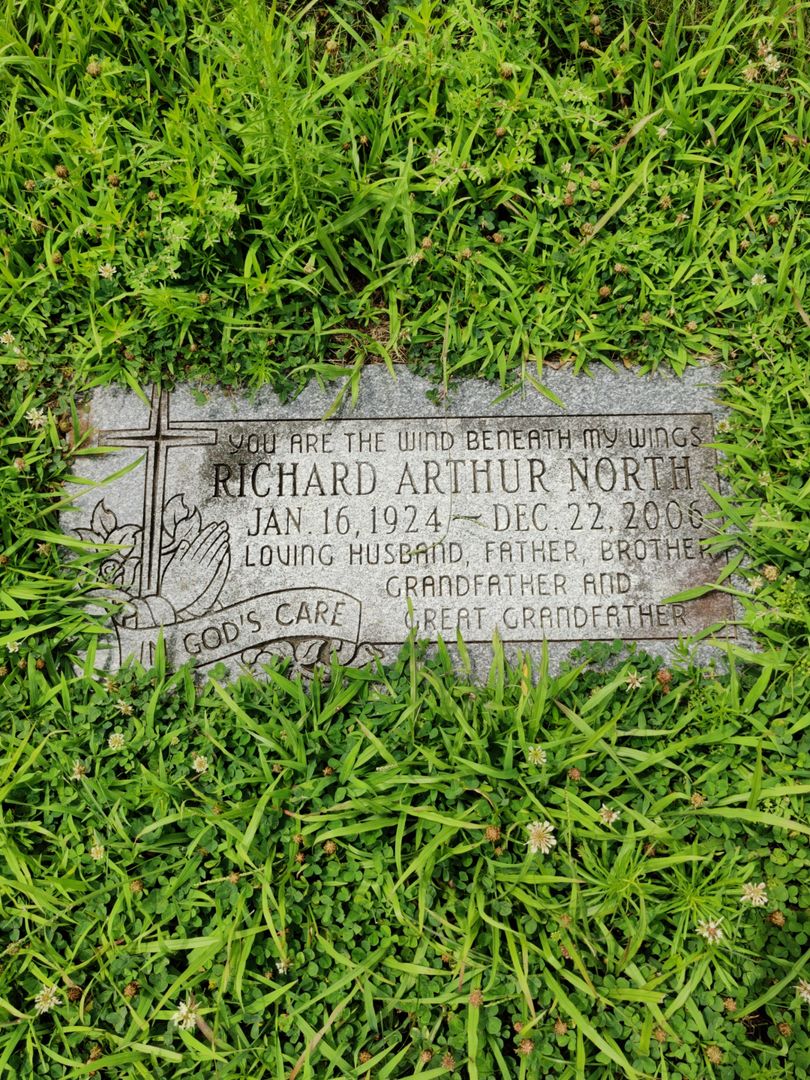 YOU ARE THE WIND BENEATH MY WINGS
RICHARD ARTHUR NORTH
JAN. 16, 1924 — DEC. 22, 2006
LOVING HUSBAND, FATHER, BROTHER
GRANDFATHER AND
GREAT GRANDFATHER
IN GOD'S CARE